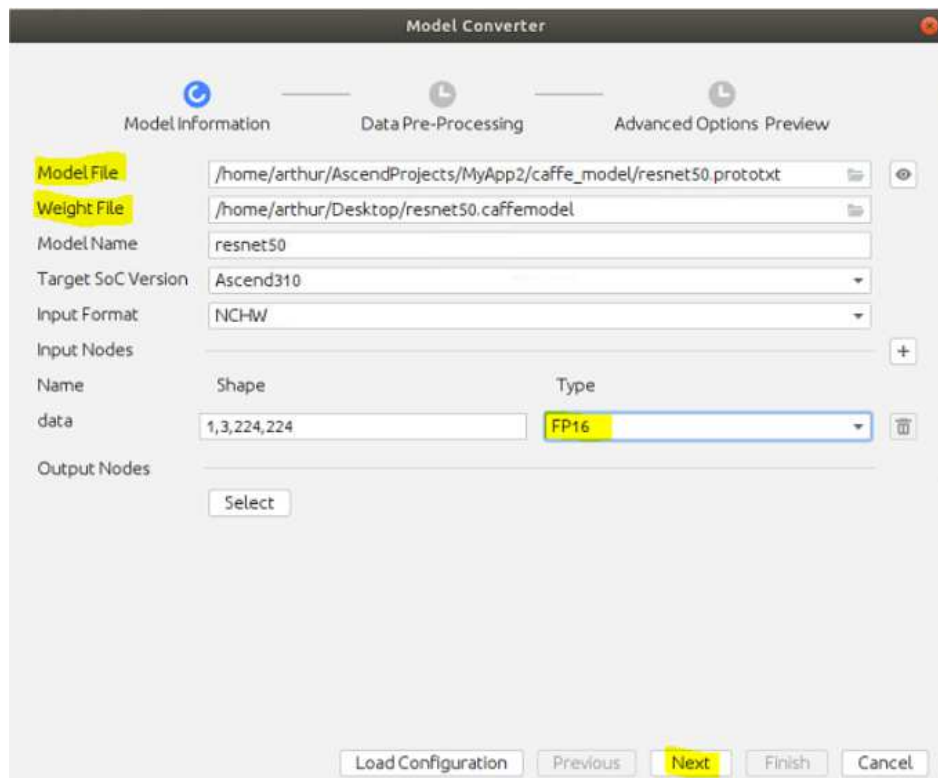 Model Converter
Model Information Data Pre-Processing Advanced Options Preview
Model File /home/arthur/AscendProjects/MyApp2/caffe_model/resnet50.prototxt
Weight File /home/arthur/Desktop/resnet50.caffemodel
Model Name resnet50
Target SoC Version Ascend310
Input Format NCHW
Input Nodes +
Name Shape Type
data 1,3,224,224 FP16
Output Nodes
Select
Load Configuration Previous Next Finish Cancel